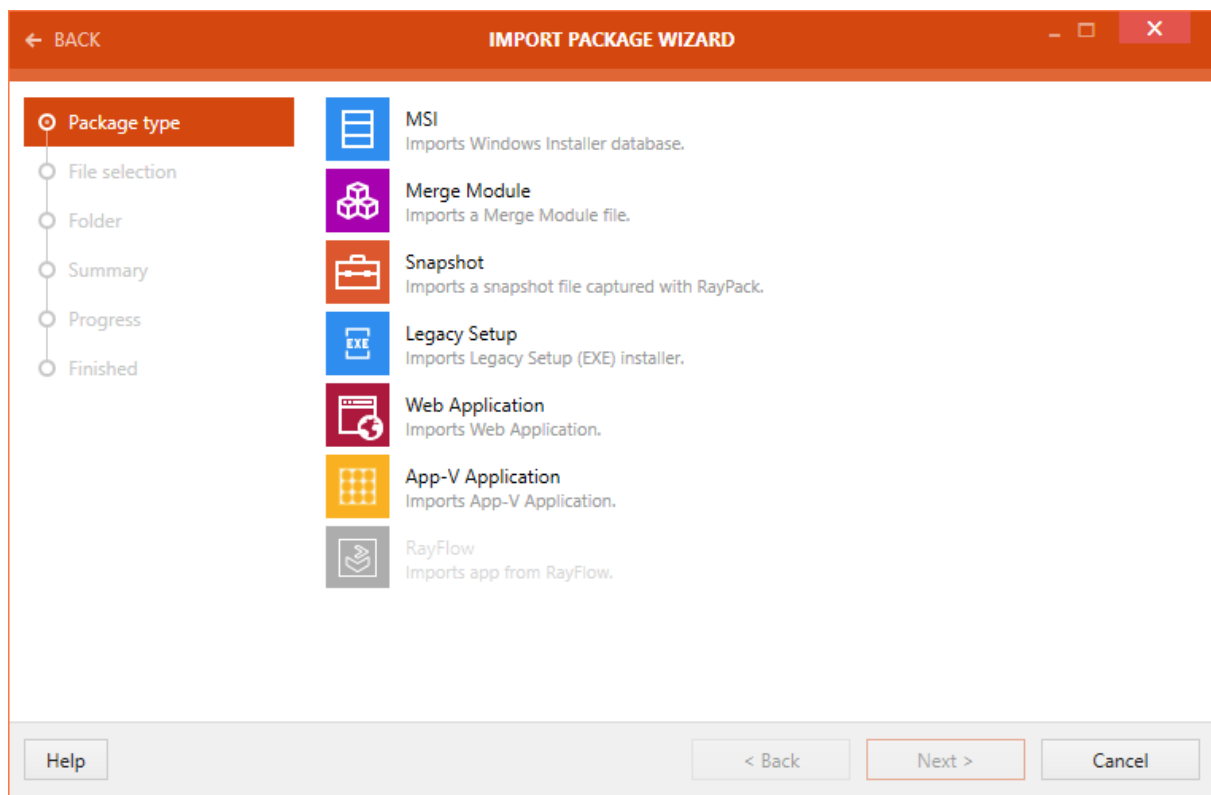 BACK
IMPORT PACKAGE WIZARD
Package type
File selection
Folder
Summary
Progress
Finished
MSI
Imports Windows Installer database.
Merge Module
Imports a Merge Module file.
Snapshot
Imports a snapshot file captured with RayPack.
EXE
Legacy Setup
Imports Legacy Setup (EXE) installer.
Web Application
Imports Web Application.
App-V Application
Imports App-V Application.
RayFlow
Imports app from RayFlow.
Help
< Back
Next >
Cancel